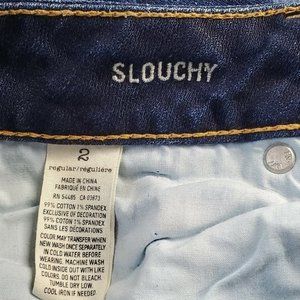 SLOUCHY
2
regular/régulière
MADE IN CHINA
FABRIQUÉ EN CHINE
RN 54485 CA 03973
99% COTTON 1% SPANDEX
EXCLUSIVE OF DECORATION
99% COTON 1% SPANDEX
SANS LES DÉCORATIONS
COLOR MAY TRANSFER WHEN
NEW WASH ONCE SEPARATELY
IN COLD WATER BEFORE
WEARING. MACHINE WASH
COLD INSIDE OUT WITH LIKE
COLORS. DO NOT BLEACH.
TUMBLE DRY LOW.
COOL IRON IF NEEDED